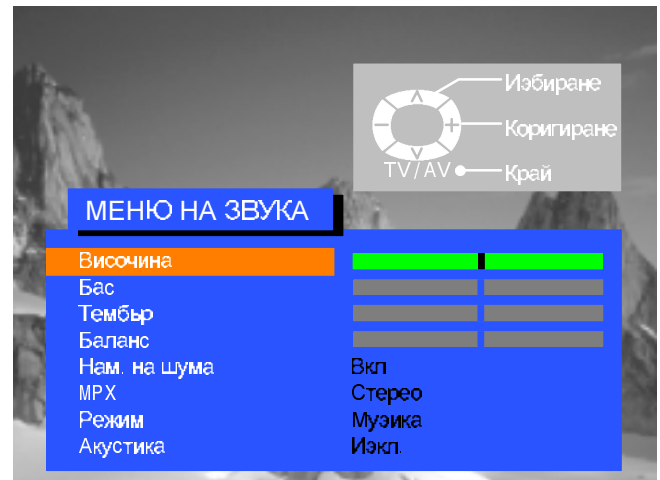 Избиране
Коригиране
TV/AV
Край
МЕНЮ НА ЗВУКА
Височина
Бас
Тембър
Баланс
Нам. на шума Вкл
MPX Стерео
Режим Музика
Акустика Изкл.